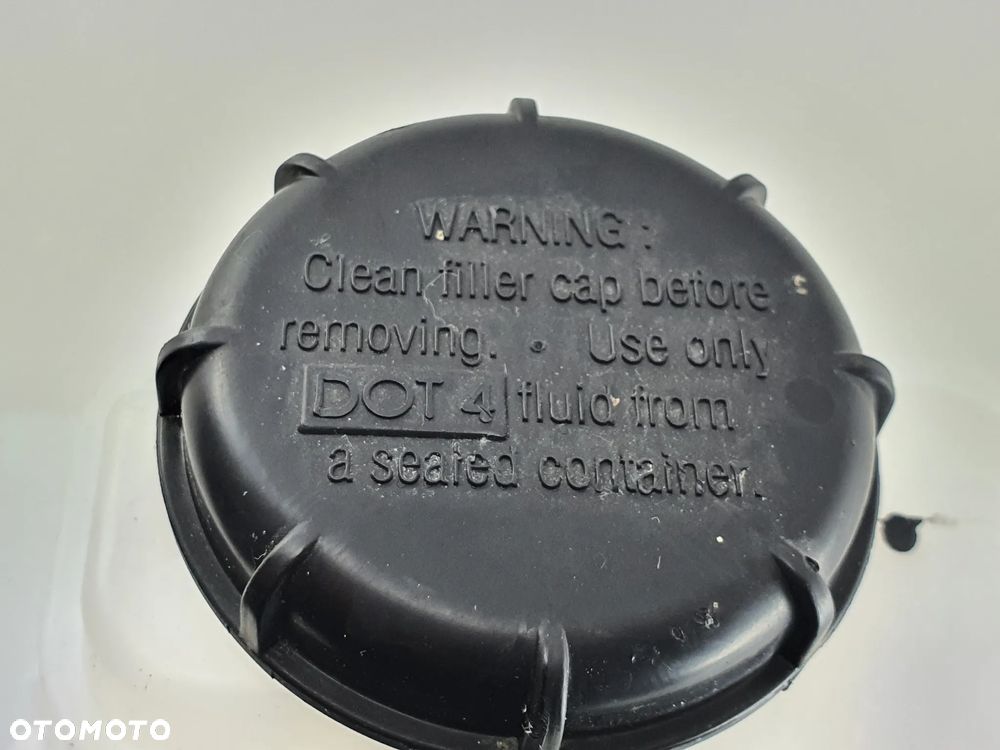 WARNING :
Clean filler cap before
removing. • Use only
DOT 4 fluid from
a sealed container.
OTOMOTO